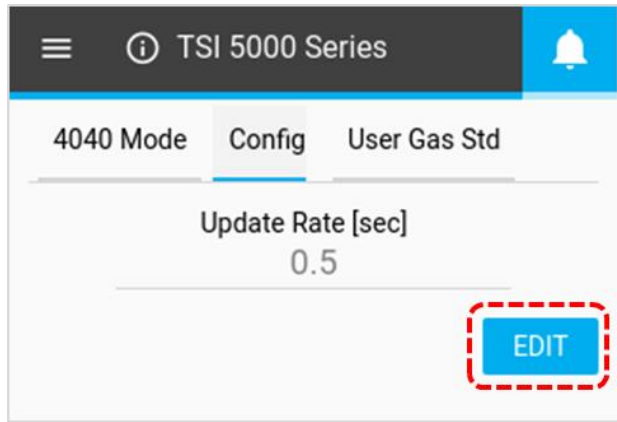 TSI 5000 Series
4040 Mode Config User Gas Std
Update Rate [sec]
0.5
EDIT